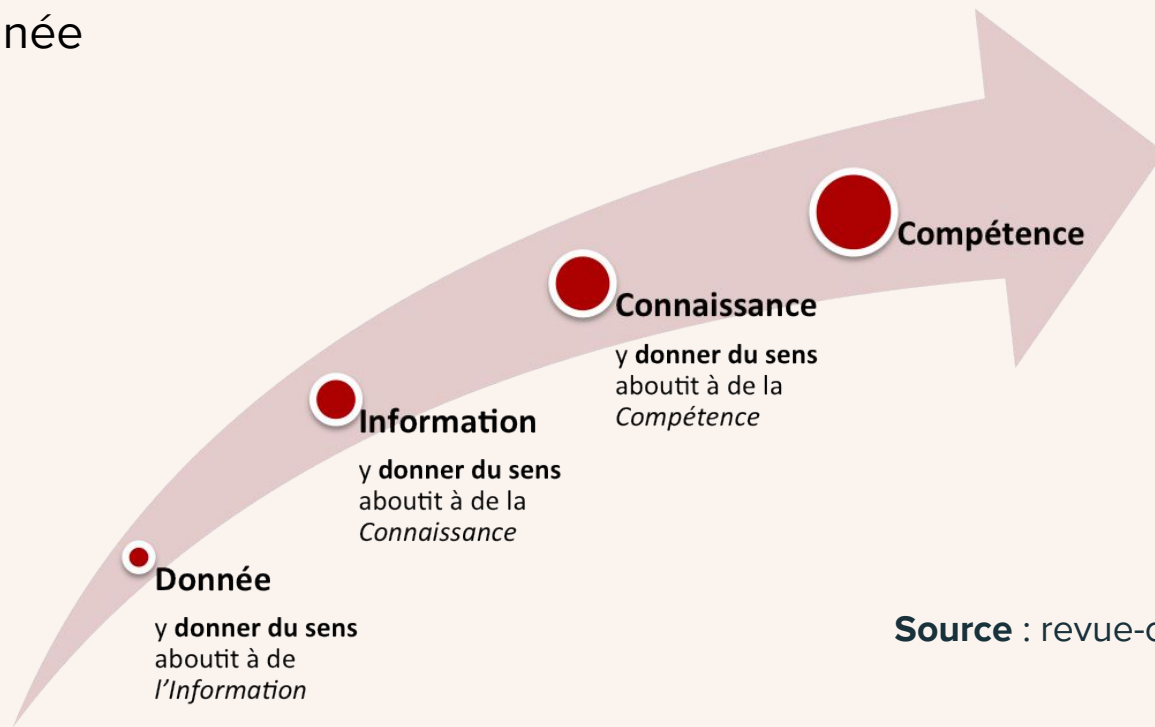 née
Compétence
Connaissance
y donner du sens
aboutit à de la
Compétence
Information
y donner du sens
aboutit à de la
Connaissance
Donnée
y donner du sens
aboutit à de
l'Information
Source : revue-